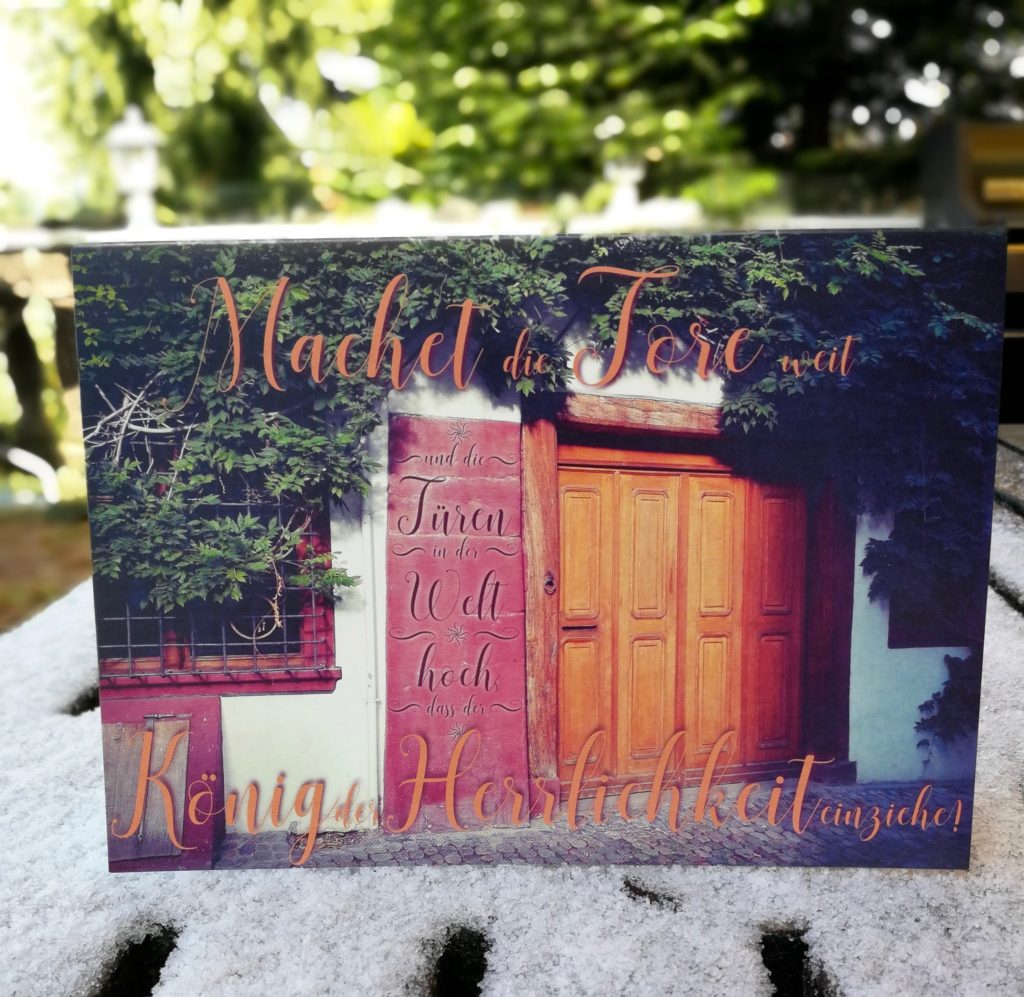 Machet die Tore weit
und die
Türen
in der
Welt
hoch,
dass der
König der Herrlichkeit einziehe!